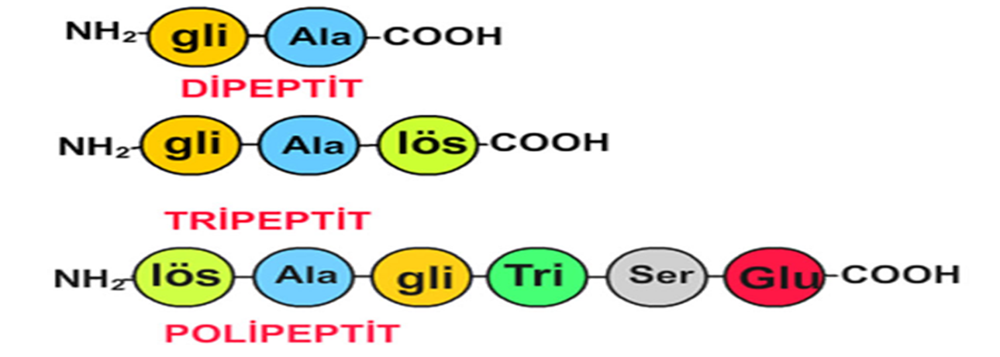 NH₂ gli Ala COOH
DİPEPTİT
NH₂ gli Ala lös COOH
TRİPEPTİT
NH₂ lös Ala gli Tri Ser Glu COOH
POLİPEPTİT